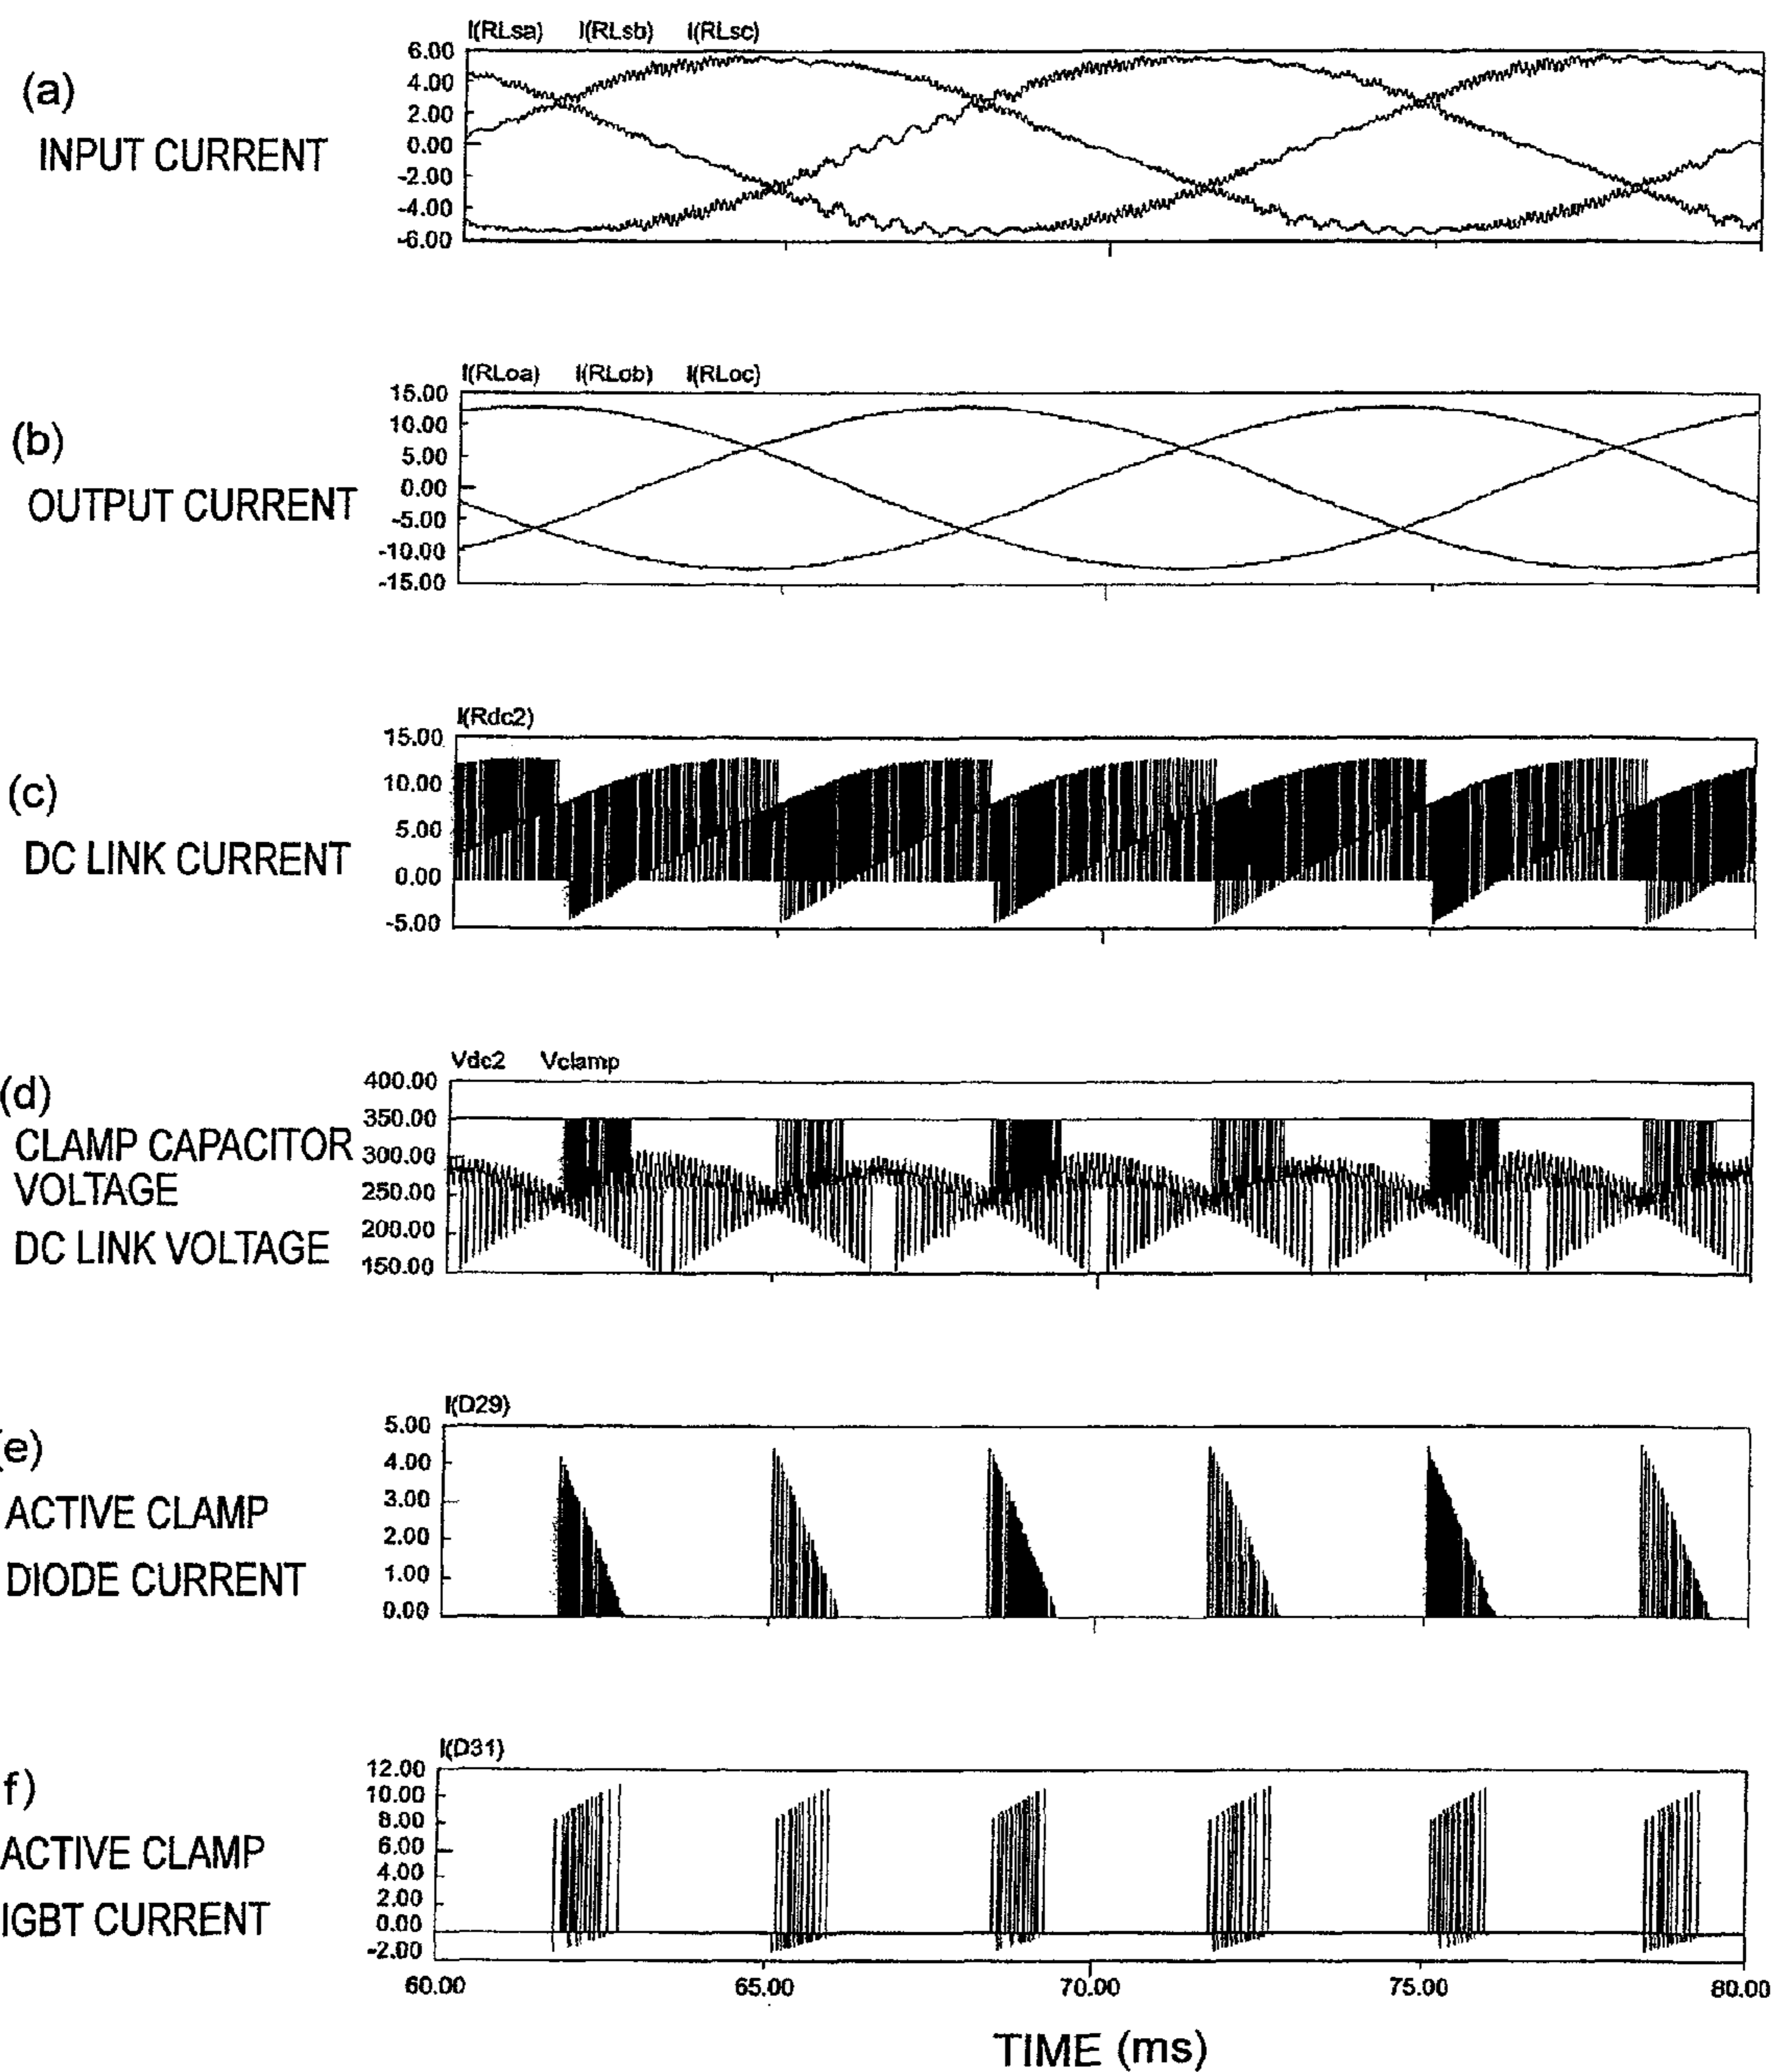 (a)
INPUT CURRENT
I(RLsa) I(RLsb) I(RLsc)
6.00
4.00
2.00
0.00
-2.00
-4.00
-6.00
(b)
OUTPUT CURRENT
I(RLoa) I(RLob) I(RLoc)
15.00
10.00
5.00
0.00
-5.00
-10.00
-15.00
(c)
DC LINK CURRENT
I(Rdc2)
15.00
10.00
5.00
0.00
-5.00
(d)
CLAMP CAPACITOR
VOLTAGE
DC LINK VOLTAGE
Vdc2 Vclamp
400.00
350.00
300.00
250.00
200.00
150.00
(e)
ACTIVE CLAMP
DIODE CURRENT
I(D29)
5.00
4.00
3.00
2.00
1.00
0.00
f)
ACTIVE CLAMP
IGBT CURRENT
I(D31)
12.00
10.00
8.00
6.00
4.00
2.00
0.00
-2.00
60.00 65.00 70.00 75.00 80.00
TIME (ms)